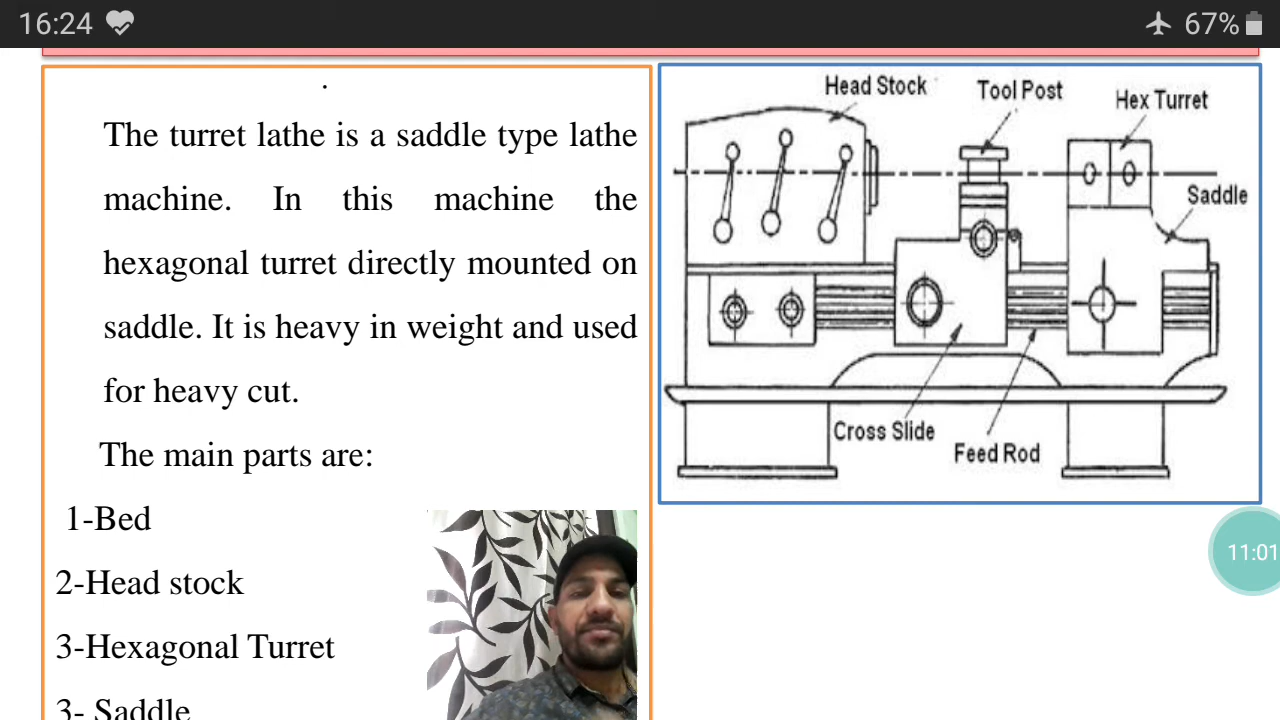 16:24
67%
.
The turret lathe is a saddle type lathe
machine. In this machine the
hexagonal turret directly mounted on
saddle. It is heavy in weight and used
for heavy cut.
The main parts are:
1-Bed
2-Head stock
3-Hexagonal Turret
3- Saddle
Head Stock
Tool Post
Hex Turret
Saddle
Cross Slide
Feed Rod
11:01